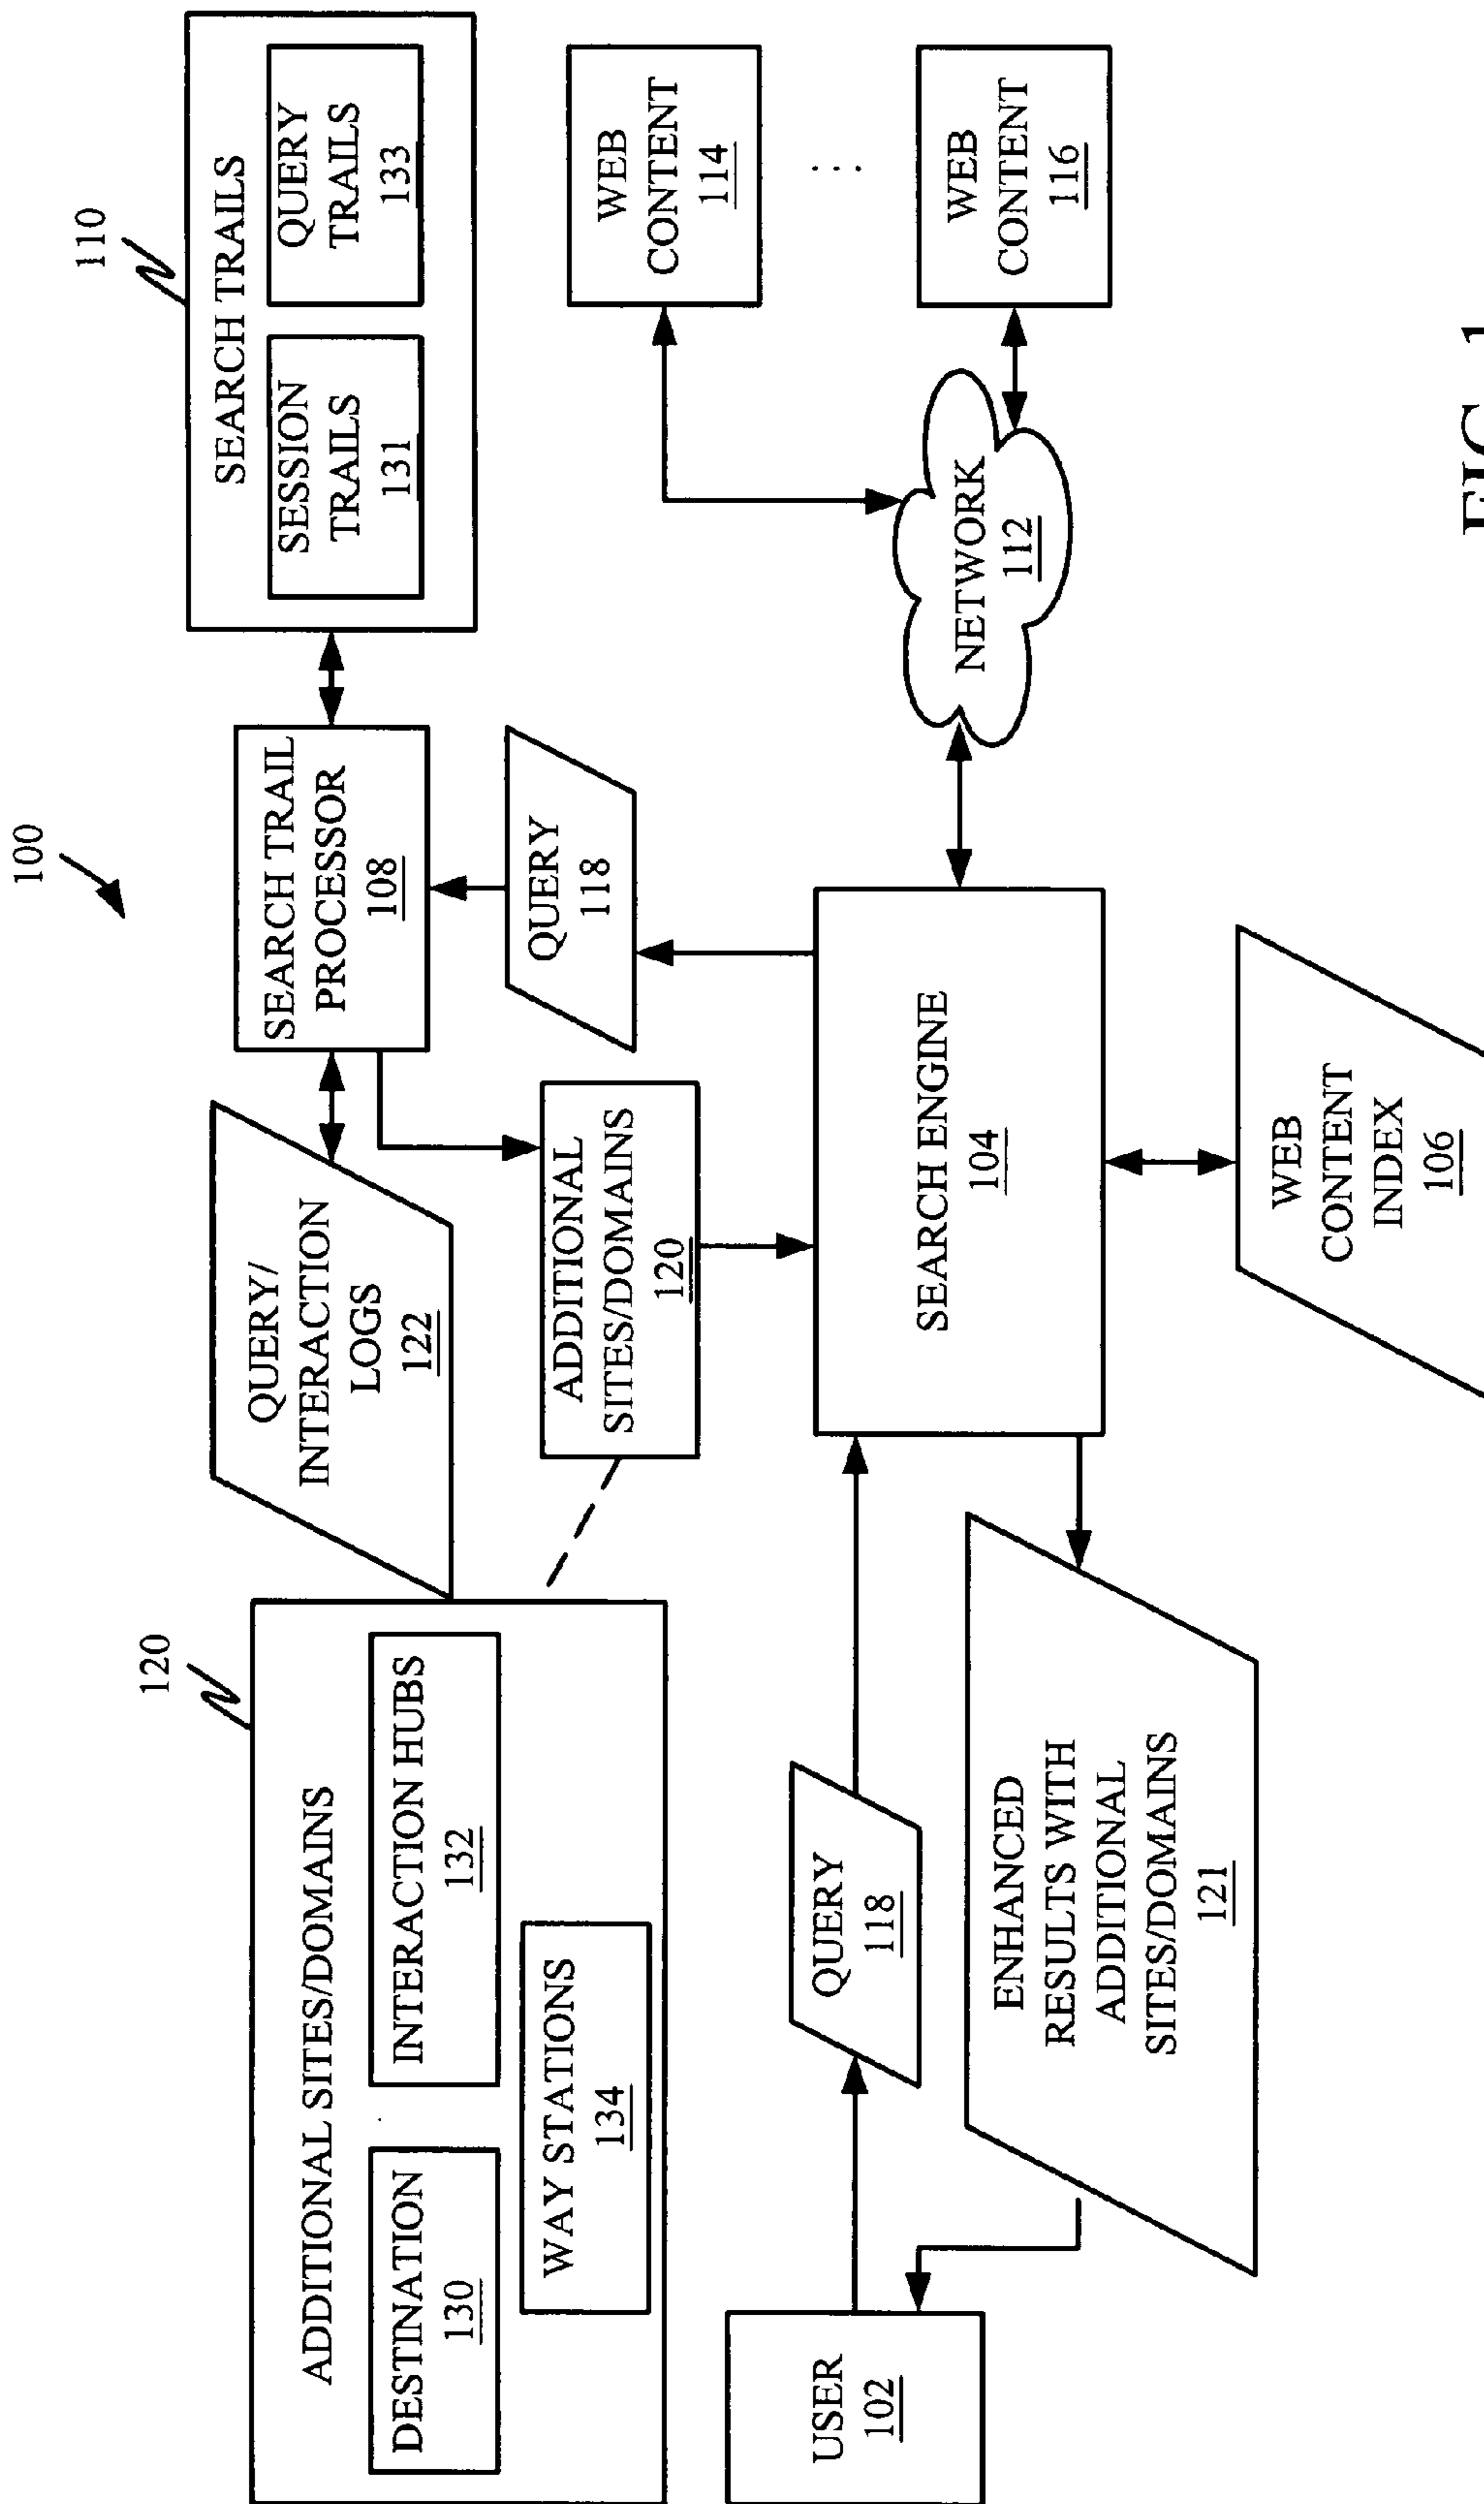 100
120
ADDITIONAL SITES/DOMAINS
DESTINATION
130
INTERACTION HUBS
132
WAY STATIONS
134
QUERY/
INTERACTION
LOGS
122
SEARCH TRAIL
PROCESSOR
108
110
SEARCH TRAILS
SESSION
TRAILS
131
QUERY
TRAILS
133
ADDITIONAL
SITES/DOMAINS
120
QUERY
118
WEB
CONTENT
114
USER
102
QUERY
118
SEARCH ENGINE
104
NETWORK
112
WEB
CONTENT
116
ENHANCED
RESULTS WITH
ADDITIONAL
SITES/DOMAINS
121
WEB
CONTENT
INDEX
106
FIG. 1